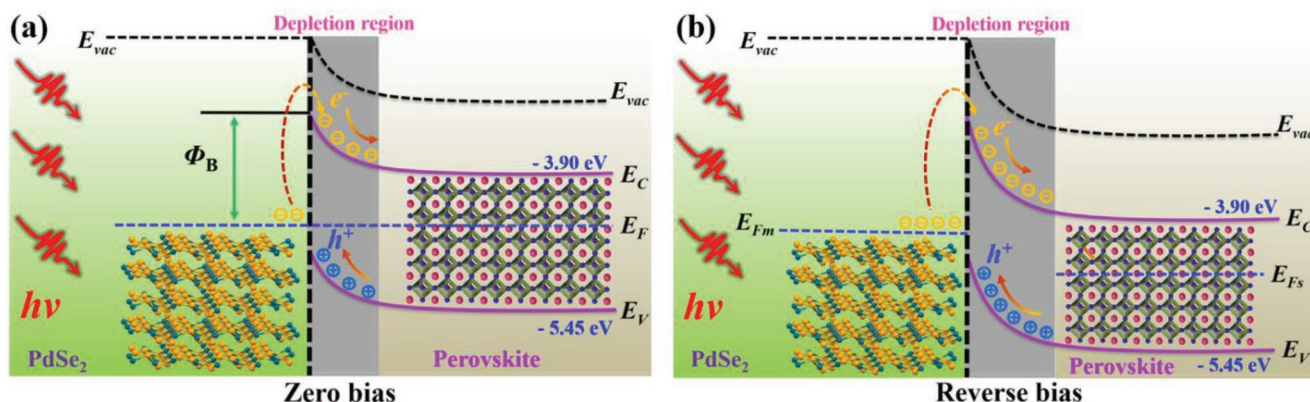 (a)
Depletion region
E_vac
E_vac
e⁻
Φ_B
- 3.90 eV
E_C
E_F
h⁺
hν
E_V
- 5.45 eV
PdSe₂
Perovskite
Zero bias
(b)
Depletion region
E_vac
E_vac
e⁻
- 3.90 eV
E_C
E_Fm
h⁺
E_Fs
hν
E_V
PdSe₂
Perovskite
- 5.45 eV
Reverse bias